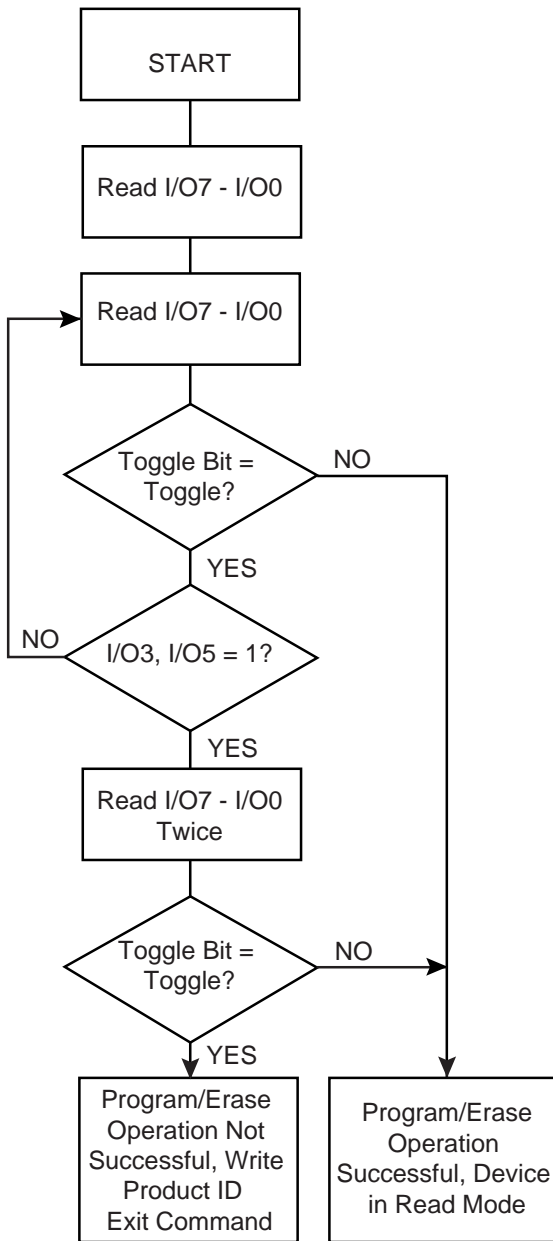 START
Read I/O7 - I/O0
Read I/O7 - I/O0
Toggle Bit =
Toggle?
NO
YES
NO
I/O3, I/O5 = 1?
YES
Read I/O7 - I/O0
Twice
Toggle Bit =
Toggle?
NO
YES
Program/Erase
Operation Not
Successful, Write
Product ID
Exit Command
Program/Erase
Operation
Successful, Device
in Read Mode